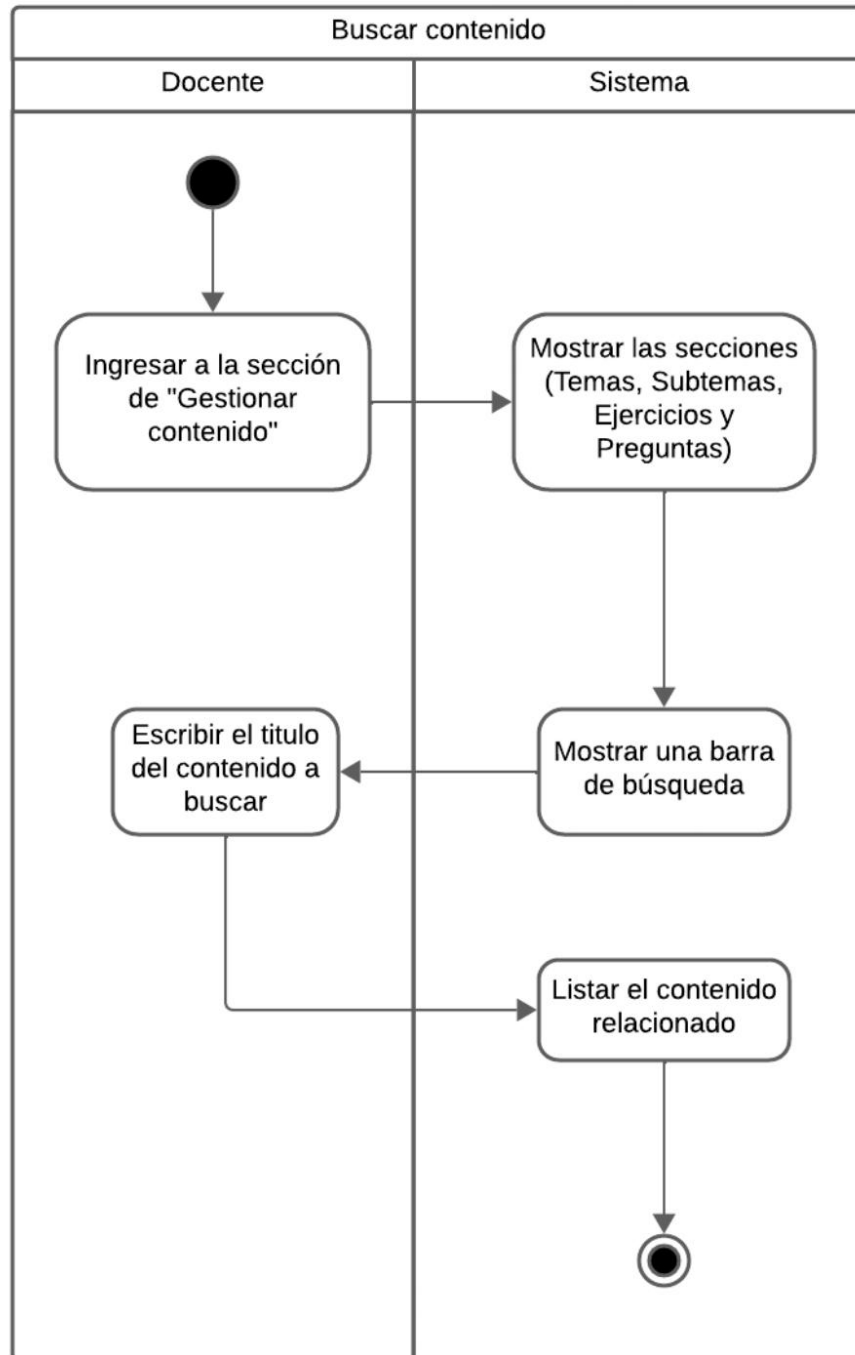 Buscar contenido
Docente
Sistema
Ingresar a la sección
de "Gestionar
contenido"
Mostrar las secciones
(Temas, Subtemas,
Ejercicios y
Preguntas)
Escribir el titulo
del contenido a
buscar
Mostrar una barra
de búsqueda
Listar el contenido
relacionado